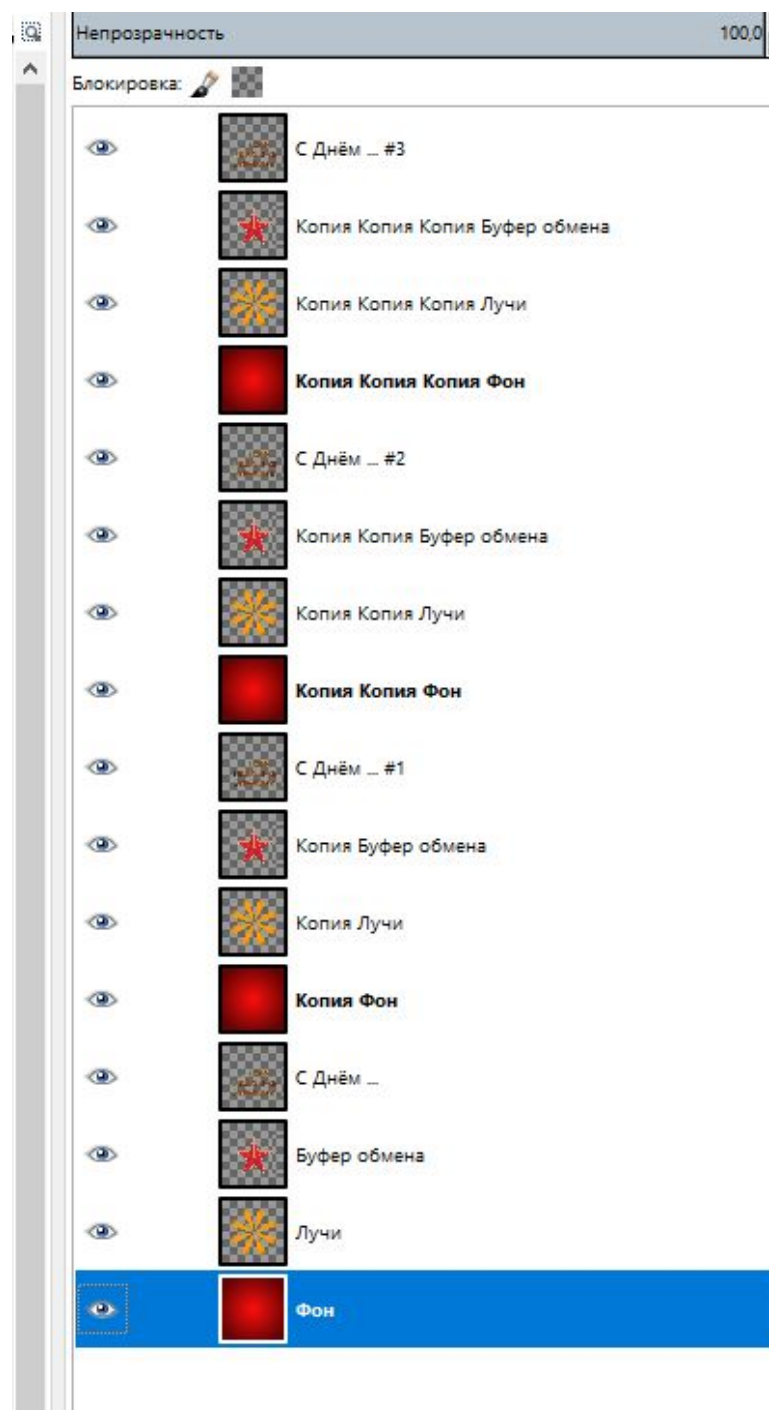 Непрозрачность 100,0
Блокировка:
С Днём ... #3
Копия Копия Копия Буфер обмена
Копия Копия Копия Лучи
Копия Копия Копия Фон
С Днём ... #2
Копия Копия Буфер обмена
Копия Копия Лучи
Копия Копия Фон
С Днём ... #1
Копия Буфер обмена
Копия Лучи
Копия Фон
С Днём ...
Буфер обмена
Лучи
Фон